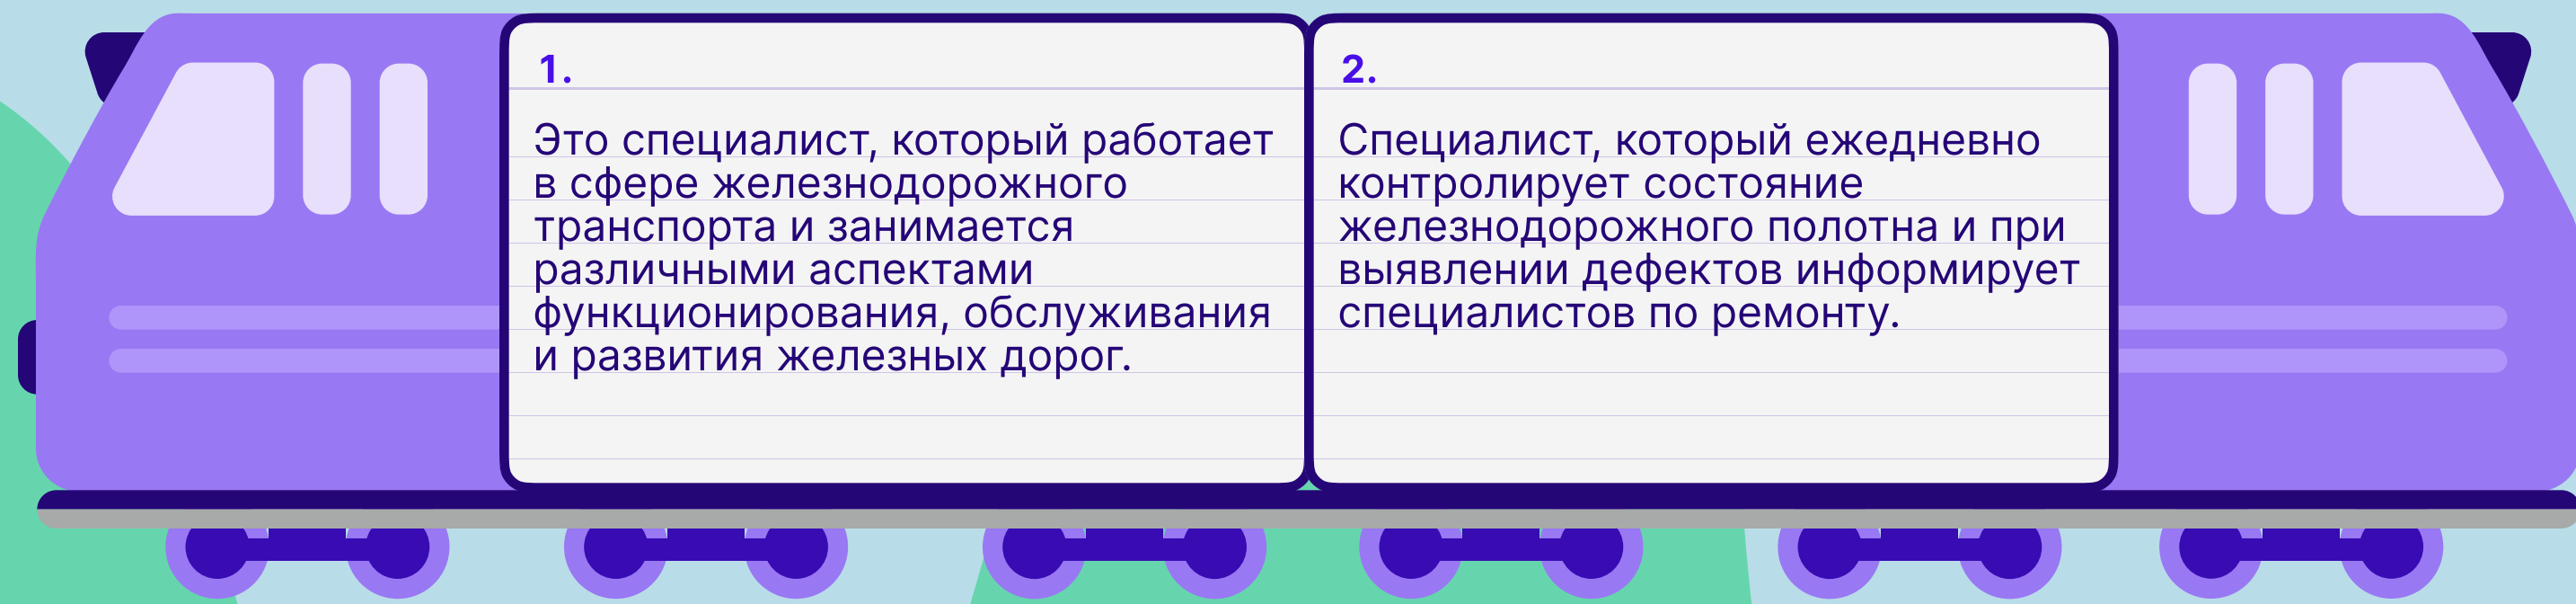 1.
Это специалист, который работает
в сфере железнодорожного
транспорта и занимается
различными аспектами
функционирования, обслуживания
и развития железных дорог.
2.
Специалист, который ежедневно
контролирует состояние
железнодорожного полотна и при
выявлении дефектов информирует
специалистов по ремонту.